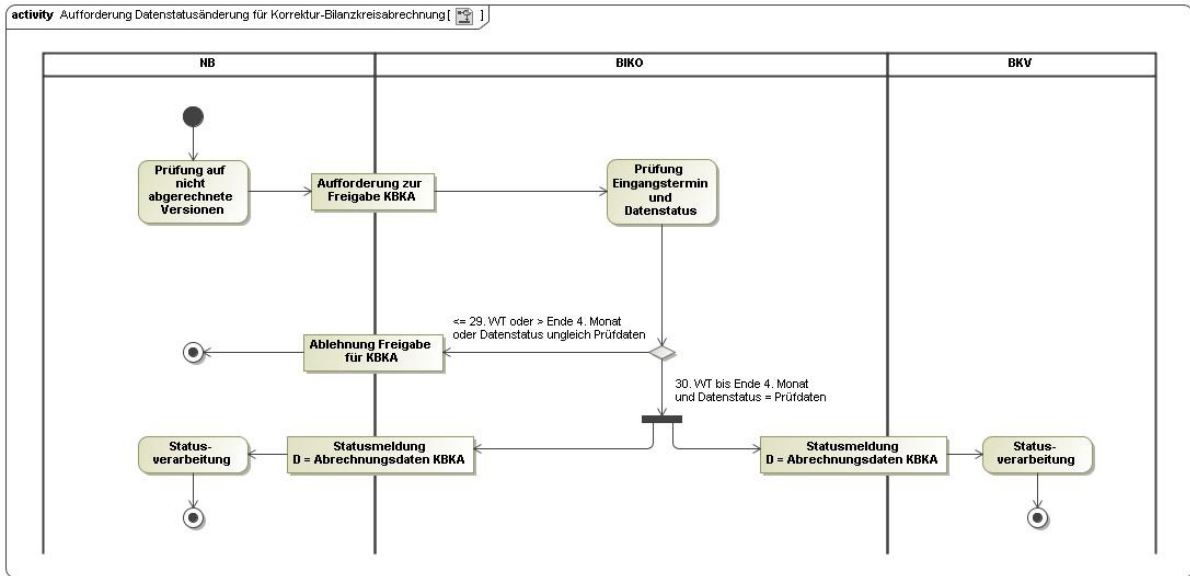 activity Aufforderung Datenstatusänderung für Korrektur-Bilanzkreisabrechnung [ ]
NB
BIKO
BKV
Prüfung auf
nicht
abgerechnete
Versionen
Aufforderung zur
Freigabe KBKA
Prüfung
Eingangstermin
und
Datenstatus
<= 29. WT oder > Ende 4. Monat
oder Datenstatus ungleich Prüfdaten
Ablehnung Freigabe
für KBKA
30. WT bis Ende 4. Monat
und Datenstatus = Prüfdaten
Status-
verarbeitung
Statusmeldung
D = Abrechnungsdaten KBKA
Statusmeldung
D = Abrechnungsdaten KBKA
Status-
verarbeitung